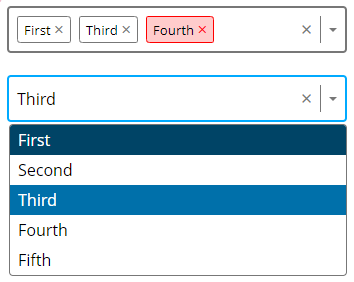 First × Third × Fourth ×
Third
First
Second
Third
Fourth
Fifth